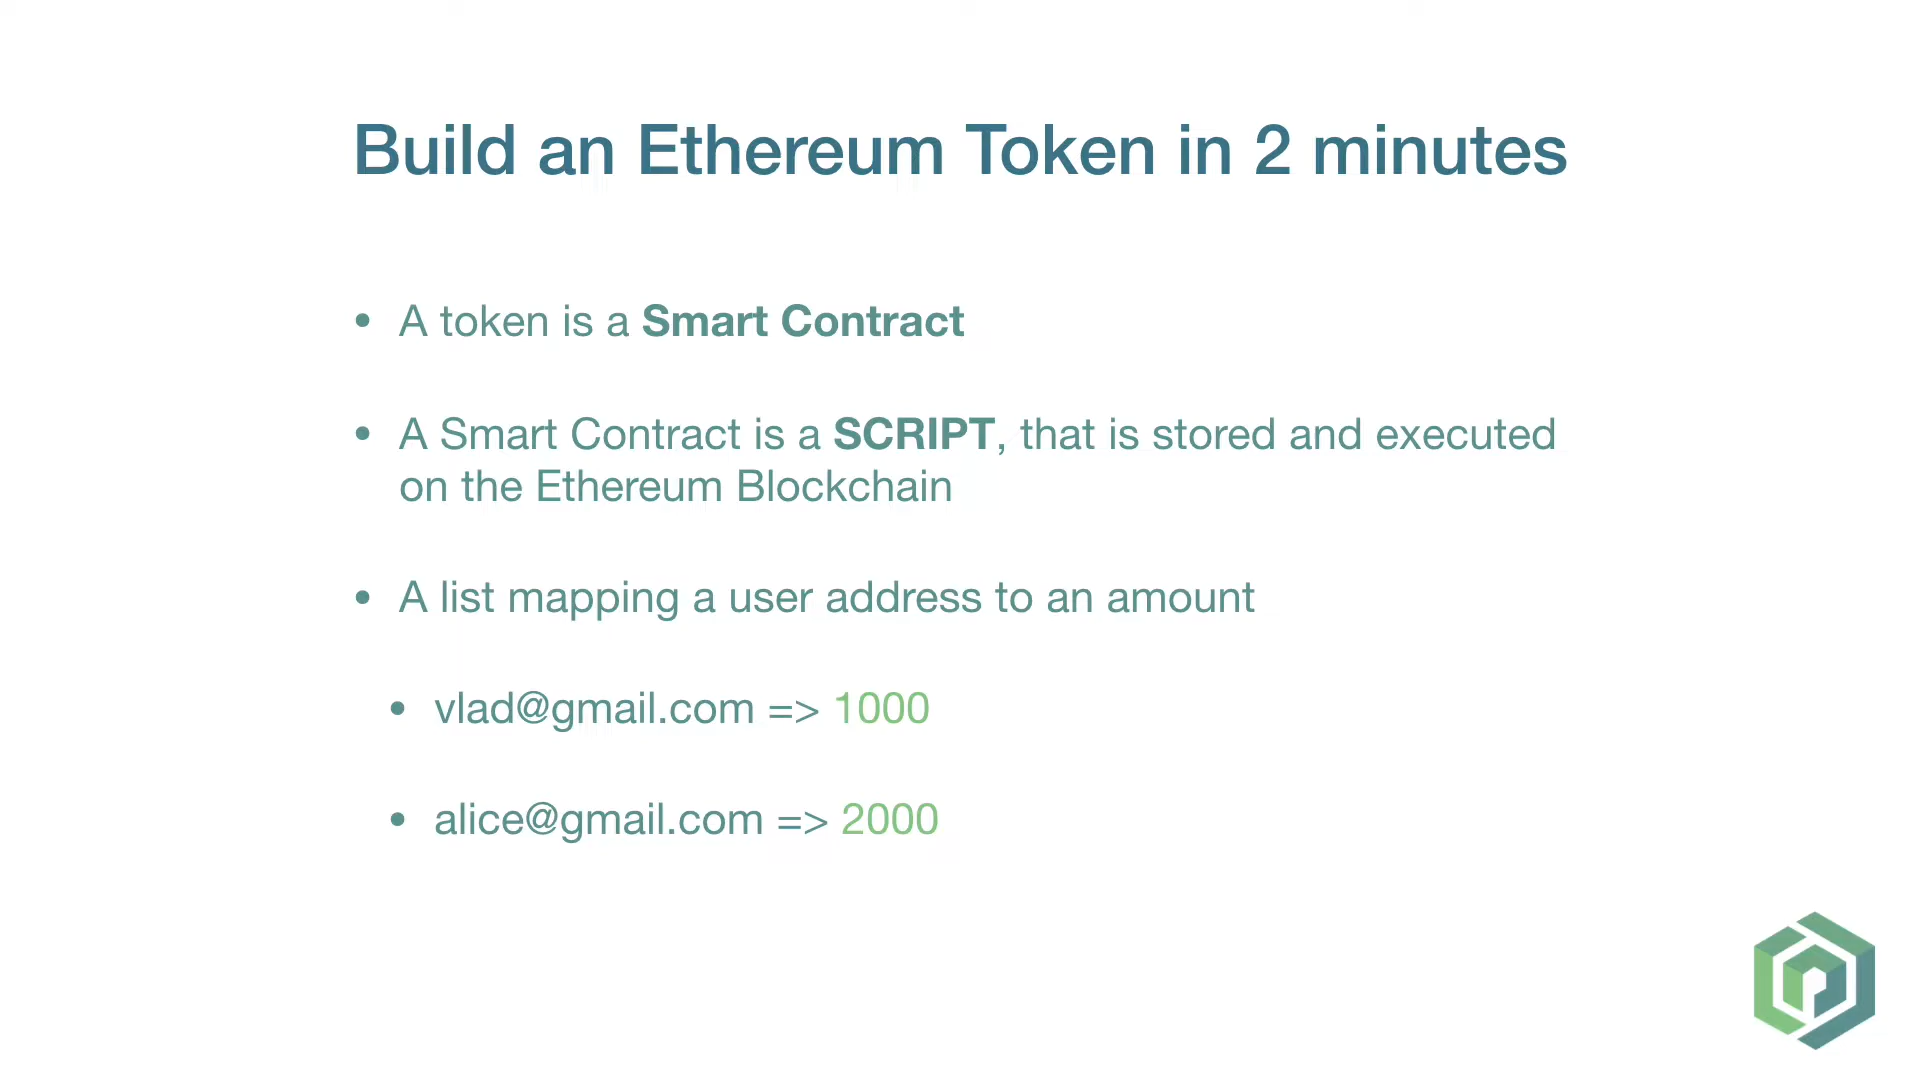 Build an Ethereum Token in 2 minutes
• A token is a Smart Contract
• A Smart Contract is a SCRIPT, that is stored and executed
on the Ethereum Blockchain
• A list mapping a user address to an amount
• vlad@gmail.com => 1000
• alice@gmail.com => 2000